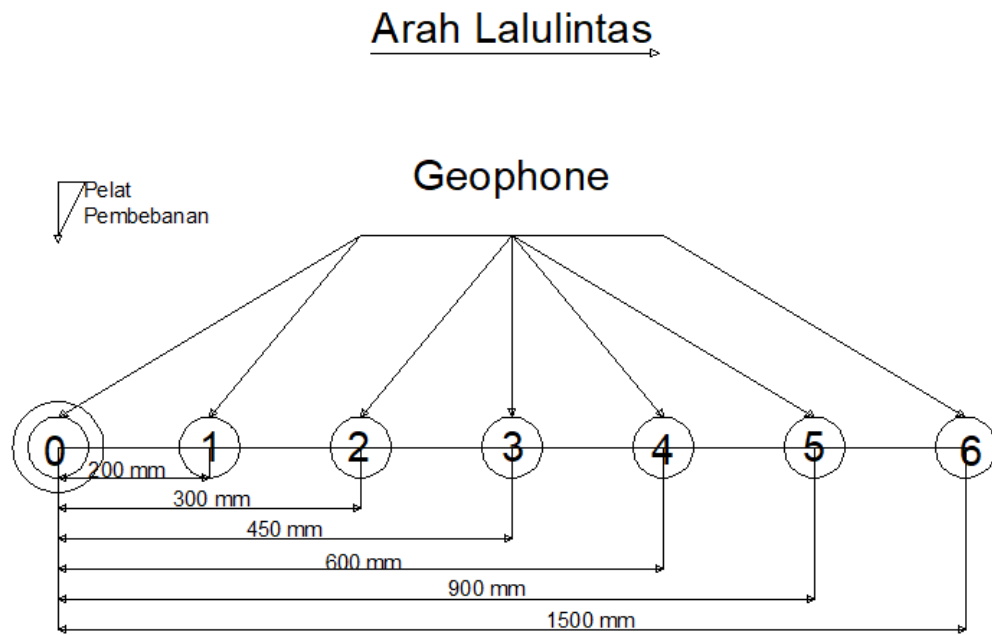 Arah Lalulintas
Geophone
Pelat
Pembebanan
0 1 2 3 4 5 6
200 mm
300 mm
450 mm
600 mm
900 mm
1500 mm